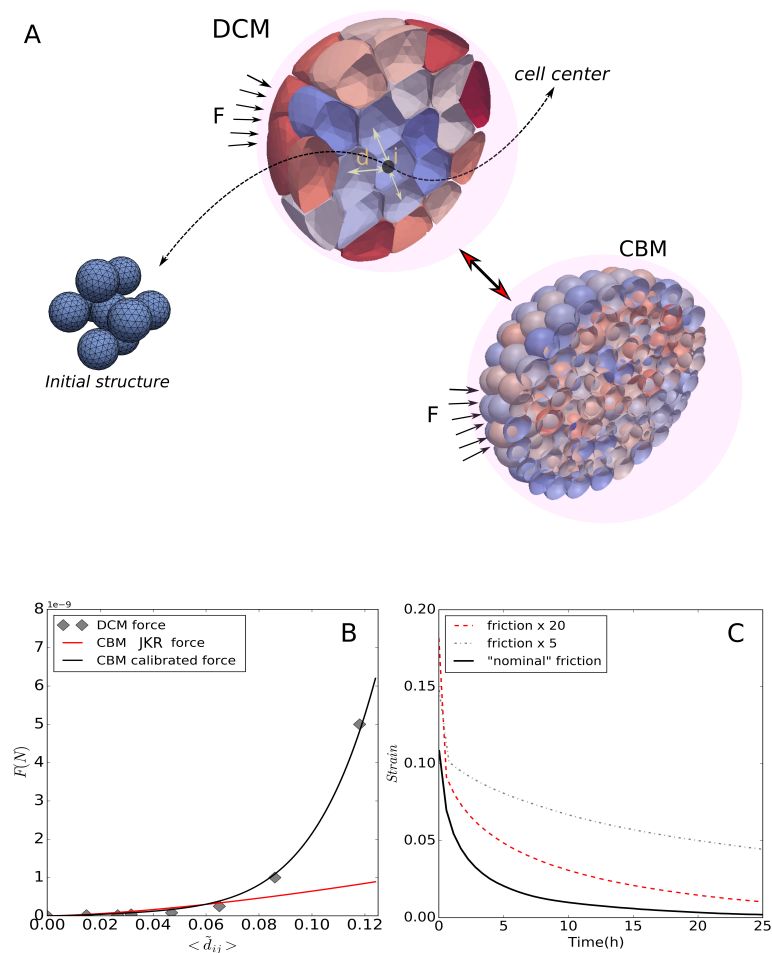 A
DCM
cell center
F
d
i
CBM
Initial structure
F
1e−9
B
DCM force
CBM JKR force
CBM calibrated force
8
7
6
5
4
3
2
1
0
F(N)
0.00 0.02 0.04 0.06 0.08 0.10 0.12
< d̃ij >
C
friction x 20
friction x 5
"nominal" friction
0.20
0.15
0.10
0.05
0.00
Strain
0 5 10 15 20 25
Time(h)